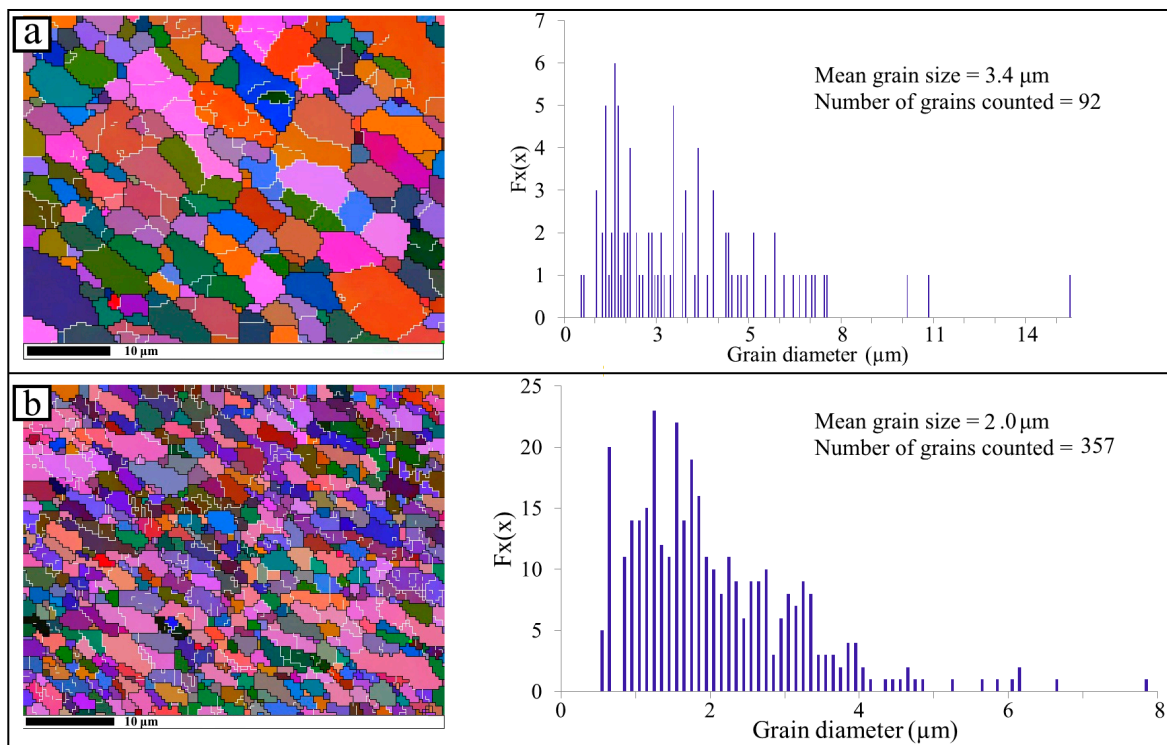 a
10 µm
7
6
5
4
3
2
1
0
Fx(x)
Mean grain size = 3.4 µm
Number of grains counted = 92
0 3 5 8 11 14
Grain diameter (µm)
b
10 µm
25
20
15
10
5
0
Fx(x)
Mean grain size = 2.0 µm
Number of grains counted = 357
2 4 6 8
Grain diameter (µm)